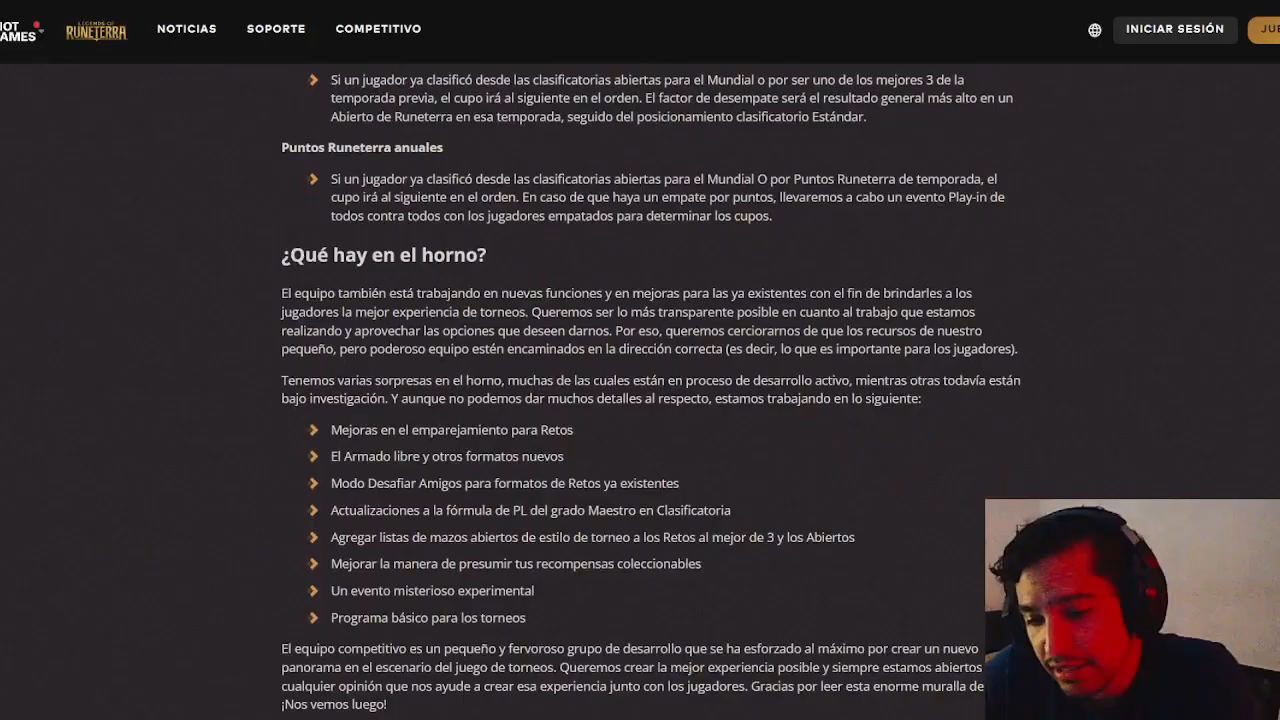 IOT
AMES
LEGENDS OF
RUNETERRA
NOTICIAS
SOPORTE
COMPETITIVO
INICIAR SESIÓN
JUE
Si un jugador ya clasificó desde las clasificatorias abiertas para el Mundial o por ser uno de los mejores 3 de la
temporada previa, el cupo irá al siguiente en el orden. El factor de desempate será el resultado general más alto en un
Abierto de Runeterra en esa temporada, seguido del posicionamiento clasificatorio Estándar.
Puntos Runeterra anuales
Si un jugador ya clasificó desde las clasificatorias abiertas para el Mundial O por Puntos Runeterra de temporada, el
cupo irá al siguiente en el orden. En caso de que haya un empate por puntos, llevaremos a cabo un evento Play-in de
todos contra todos con los jugadores empatados para determinar los cupos.
¿Qué hay en el horno?
El equipo también está trabajando en nuevas funciones y en mejoras para las ya existentes con el fin de brindarles a los
jugadores la mejor experiencia de torneos. Queremos ser lo más transparente posible en cuanto al trabajo que estamos
realizando y aprovechar las opciones que deseen darnos. Por eso, queremos cerciorarnos de que los recursos de nuestro
pequeño, pero poderoso equipo estén encaminados en la dirección correcta (es decir, lo que es importante para los jugadores).
Tenemos varias sorpresas en el horno, muchas de las cuales están en proceso de desarrollo activo, mientras otras todavía están
bajo investigación. Y aunque no podemos dar muchos detalles al respecto, estamos trabajando en lo siguiente:
Mejoras en el emparejamiento para Retos
El Armado libre y otros formatos nuevos
Modo Desafiar Amigos para formatos de Retos ya existentes
Actualizaciones a la fórmula de PL del grado Maestro en Clasificatoria
Agregar listas de mazos abiertos de estilo de torneo a los Retos al mejor de 3 y los Abiertos
Mejorar la manera de presumir tus recompensas coleccionables
Un evento misterioso experimental
Programa básico para los torneos
El equipo competitivo es un pequeño y fervoroso grupo de desarrollo que se ha esforzado al máximo por crear un nuevo
panorama en el escenario del juego de torneos. Queremos crear la mejor experiencia posible y siempre estamos abiertos
cualquier opinión que nos ayude a crear esa experiencia junto con los jugadores. Gracias por leer esta enorme muralla de
¡Nos vemos luego!